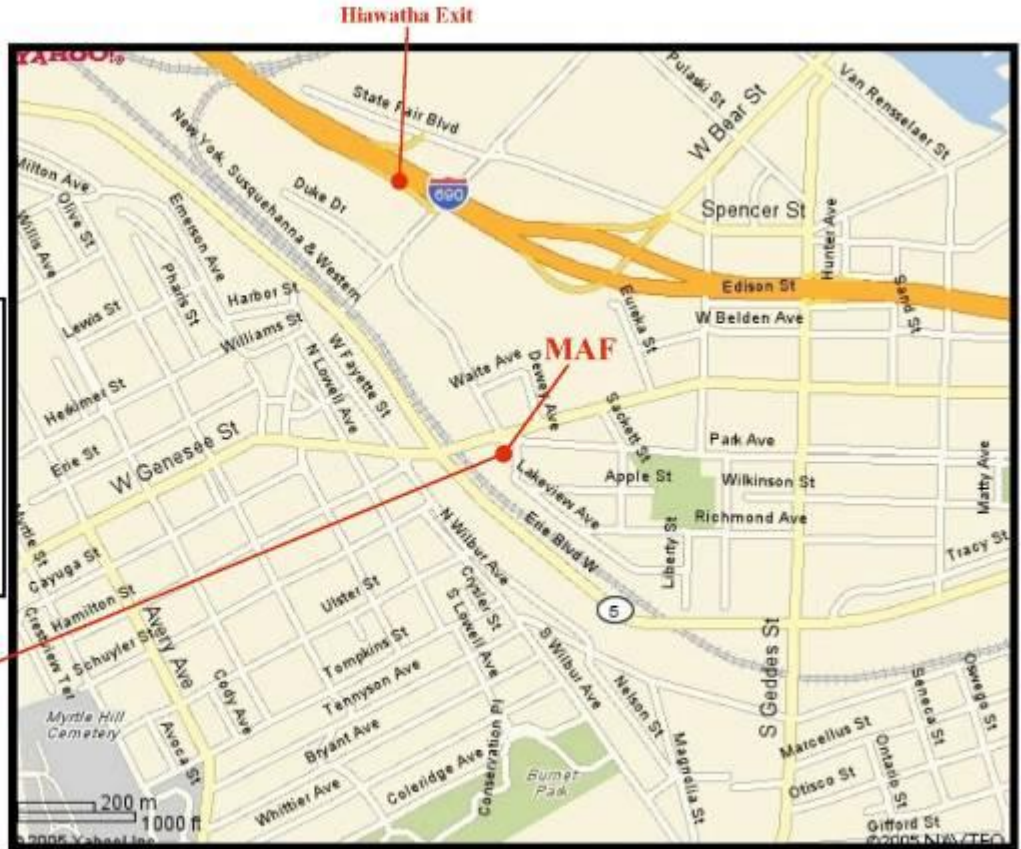 Hiawatha Exit
YAHOO!®
Pulaski St
Van Rensselaer St
State Fair Blvd
W Bear St
New York Susquehanna & Western
Milton Ave
Olive St
Duke Dr
690
Willis Ave
Emerson Ave
Spencer St
Hunter Ave
Pharis St
Harbor St
Edison St
Sand St
Lewis St
Williams St
Eureka St
W Belden Ave
N Lowell Ave
W Fayette St
MAF
Waite Ave
Dewey Ave
Herkimer St
Sackett St
Erie St
W Genesee St
Park Ave
Lakeview Ave
Apple St
Wilkinson St
Matty Ave
Richmond Ave
Myrtle St
N Wilbur Ave
Erie Blvd W
Liberty St
Tracy St
Cayuga St
Crysler St
Ulster St
Hamilton St
5
Crestview Ter
Schuyler St
Avery Ave
S Lowell Ave
Tompkins St
S Wilbur Ave
S Geddes St
Oswego St
Seneca St
Cody Ave
Tennyson Ave
Nelson St
Myrtle Hill
Cemetery
Avoca St
Bryant Ave
Conservation Pl
Marcellus St
Magnolia St
Ontario St
Coleridge Ave
Burnet
Park
Otisco St
Whittier Ave
200 m
1000 ft
Gifford St
©2005 Yahoo! Inc
©2005 NAVTEQ